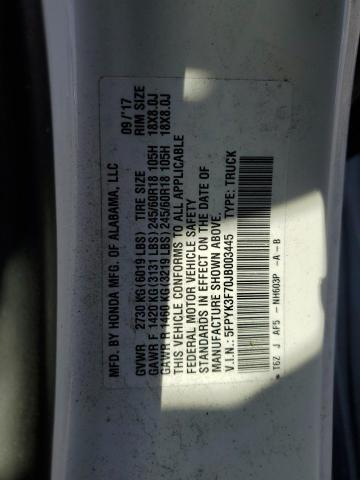 MFD. BY HONDA MFG. OF ALABAMA, LLC 09/'17
GVWR 2730 KG(6019 LBS) TIRE SIZE RIM SIZE
GAWR F 1420 KG(3131 LBS) 245/60R18 105H 18X8.0J
GAWR R 1460 KG(3219 LBS) 245/60R18 105H 18X8.0J
THIS VEHICLE CONFORMS TO ALL APPLICABLE
FEDERAL MOTOR VEHICLE SAFETY
STANDARDS IN EFFECT ON THE DATE OF
MANUFACTURE SHOWN ABOVE.
V.I.N.: 5FPYK3F70JB003445 TYPE: TRUCK
* T6Z J AF5 -NH603P -A-B